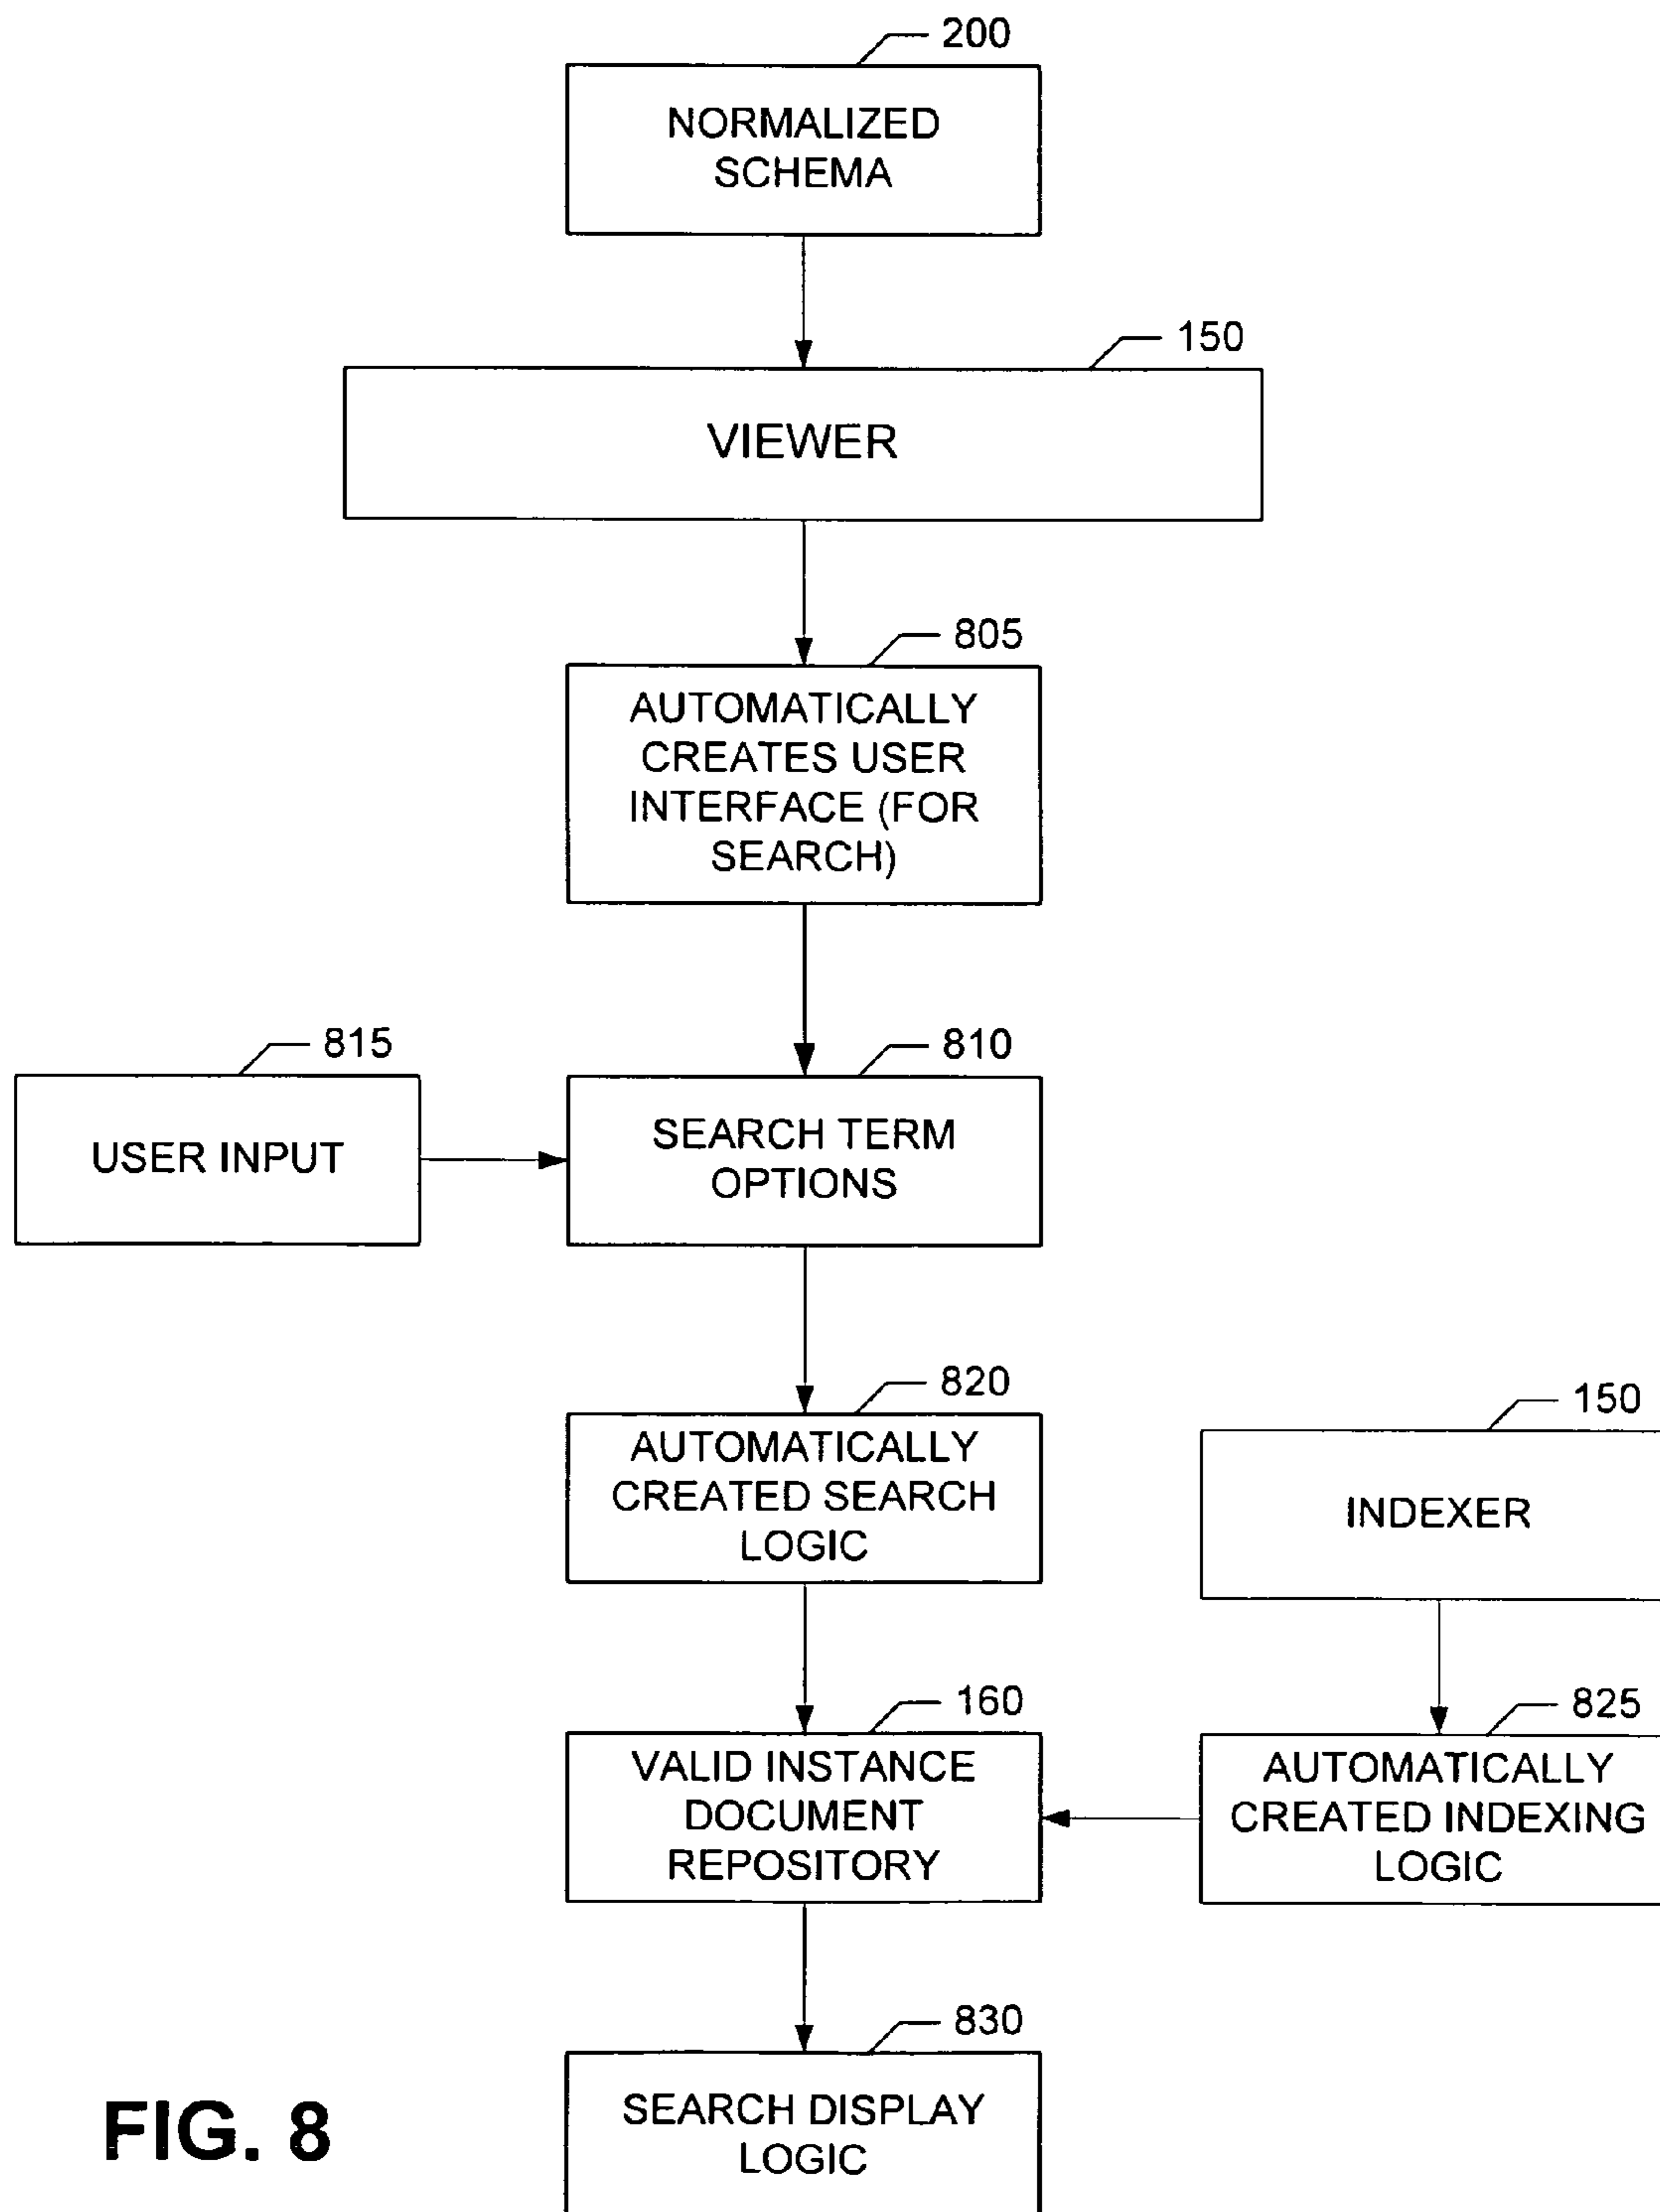 200
NORMALIZED
SCHEMA
150
VIEWER
805
AUTOMATICALLY
CREATES USER
INTERFACE (FOR
SEARCH)
815
USER INPUT
810
SEARCH TERM
OPTIONS
820
AUTOMATICALLY
CREATED SEARCH
LOGIC
150
INDEXER
160
VALID INSTANCE
DOCUMENT
REPOSITORY
825
AUTOMATICALLY
CREATED INDEXING
LOGIC
830
SEARCH DISPLAY
LOGIC
FIG. 8